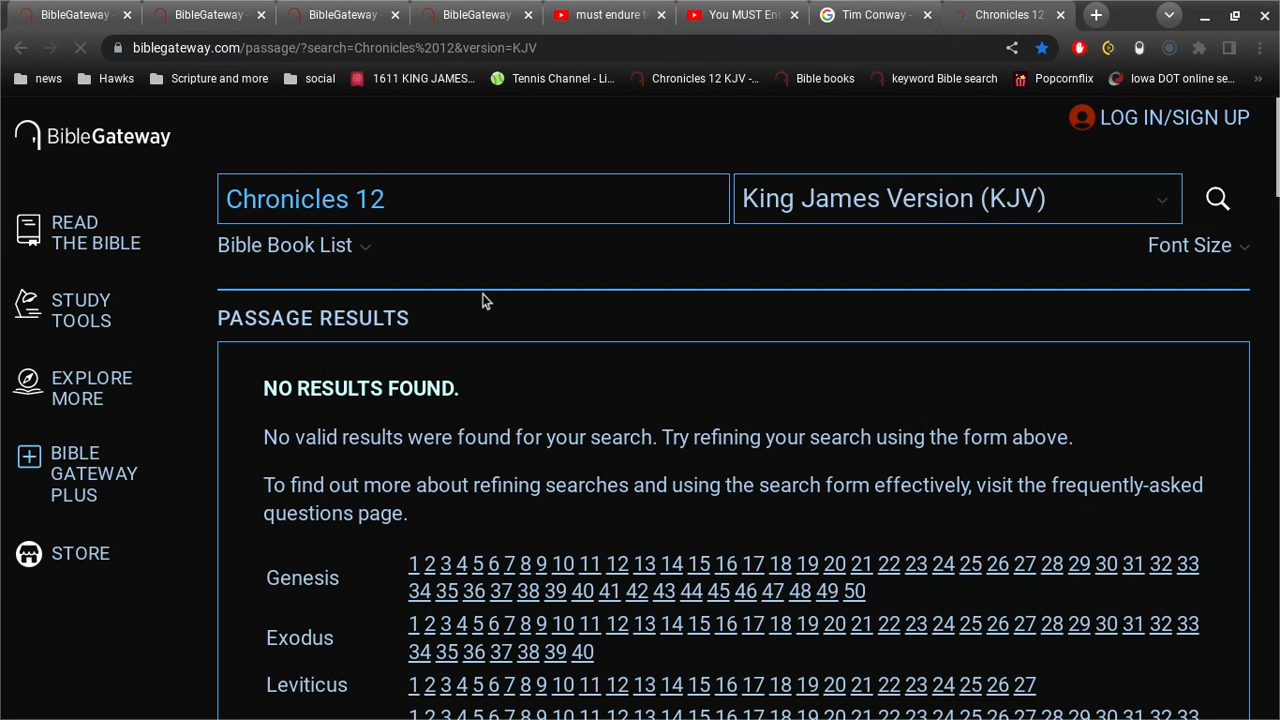 BibleGateway -
BibleGateway -
BibleGateway -
BibleGateway -
must endure to
You MUST En
Tim Conway -
Chronicles 12
biblegateway.com/passage/?search=Chronicles%2012&version=KJV
news
Hawks
Scripture and more
social
1611 KING JAMES...
Tennis Channel - Li...
Chronicles 12 KJV -...
Bible books
keyword Bible search
Popcornflix
Iowa DOT online se...
»
BibleGateway
LOG IN/SIGN UP
Chronicles 12
King James Version (KJV)
Bible Book List
Font Size
READ
THE BIBLE
STUDY
TOOLS
EXPLORE
MORE
BIBLE
GATEWAY
PLUS
STORE
PASSAGE RESULTS
NO RESULTS FOUND.
No valid results were found for your search. Try refining your search using the form above.
To find out more about refining searches and using the search form effectively, visit the frequently-asked
questions page.
Genesis
1 2 3 4 5 6 7 8 9 10 11 12 13 14 15 16 17 18 19 20 21 22 23 24 25 26 27 28 29 30 31 32 33
34 35 36 37 38 39 40 41 42 43 44 45 46 47 48 49 50
Exodus
1 2 3 4 5 6 7 8 9 10 11 12 13 14 15 16 17 18 19 20 21 22 23 24 25 26 27 28 29 30 31 32 33
34 35 36 37 38 39 40
Leviticus
1 2 3 4 5 6 7 8 9 10 11 12 13 14 15 16 17 18 19 20 21 22 23 24 25 26 27